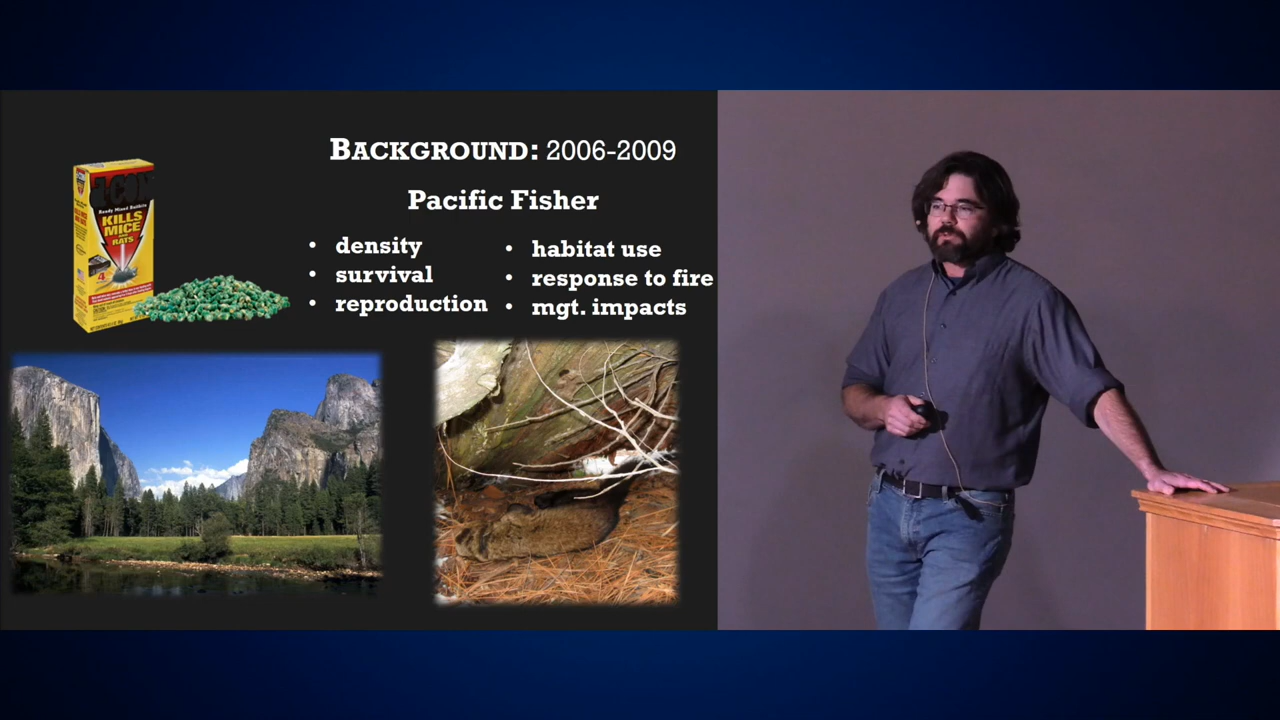 BACKGROUND: 2006-2009
Pacific Fisher
• density
• survival
• reproduction
• habitat use
• response to fire
• mgt. impacts
KILLS
MICE
AND
RATS
4